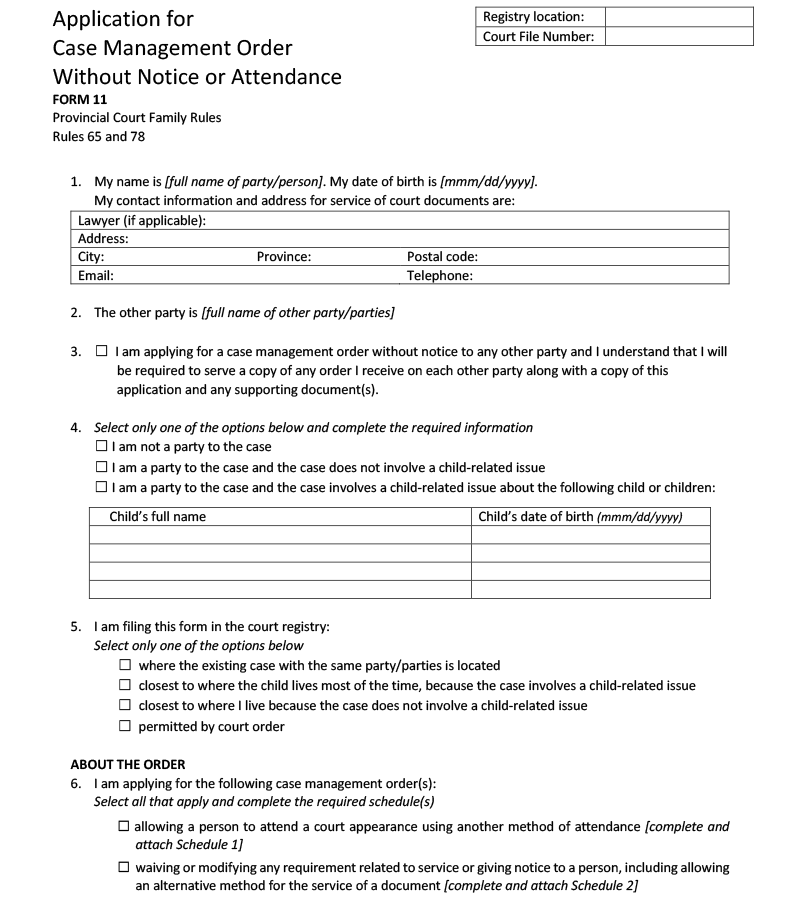 Application for
Case Management Order
Without Notice or Attendance
FORM 11
Provincial Court Family Rules
Rules 65 and 78
Registry location:
Court File Number:
1. My name is [full name of party/person]. My date of birth is [mmm/dd/yyyy].
My contact information and address for service of court documents are:
Lawyer (if applicable):
Address:
City: Province: Postal code:
Email: Telephone:
2. The other party is [full name of other party/parties]
3. ☐ I am applying for a case management order without notice to any other party and I understand that I will
be required to serve a copy of any order I receive on each other party along with a copy of this
application and any supporting document(s).
4. Select only one of the options below and complete the required information
☐ I am not a party to the case
☐ I am a party to the case and the case does not involve a child-related issue
☐ I am a party to the case and the case involves a child-related issue about the following child or children:
Child's full name Child's date of birth (mmm/dd/yyyy)
5. I am filing this form in the court registry:
Select only one of the options below
☐ where the existing case with the same party/parties is located
☐ closest to where the child lives most of the time, because the case involves a child-related issue
☐ closest to where I live because the case does not involve a child-related issue
☐ permitted by court order
ABOUT THE ORDER
6. I am applying for the following case management order(s):
Select all that apply and complete the required schedule(s)
☐ allowing a person to attend a court appearance using another method of attendance [complete and
attach Schedule 1]
☐ waiving or modifying any requirement related to service or giving notice to a person, including allowing
an alternative method for the service of a document [complete and attach Schedule 2]